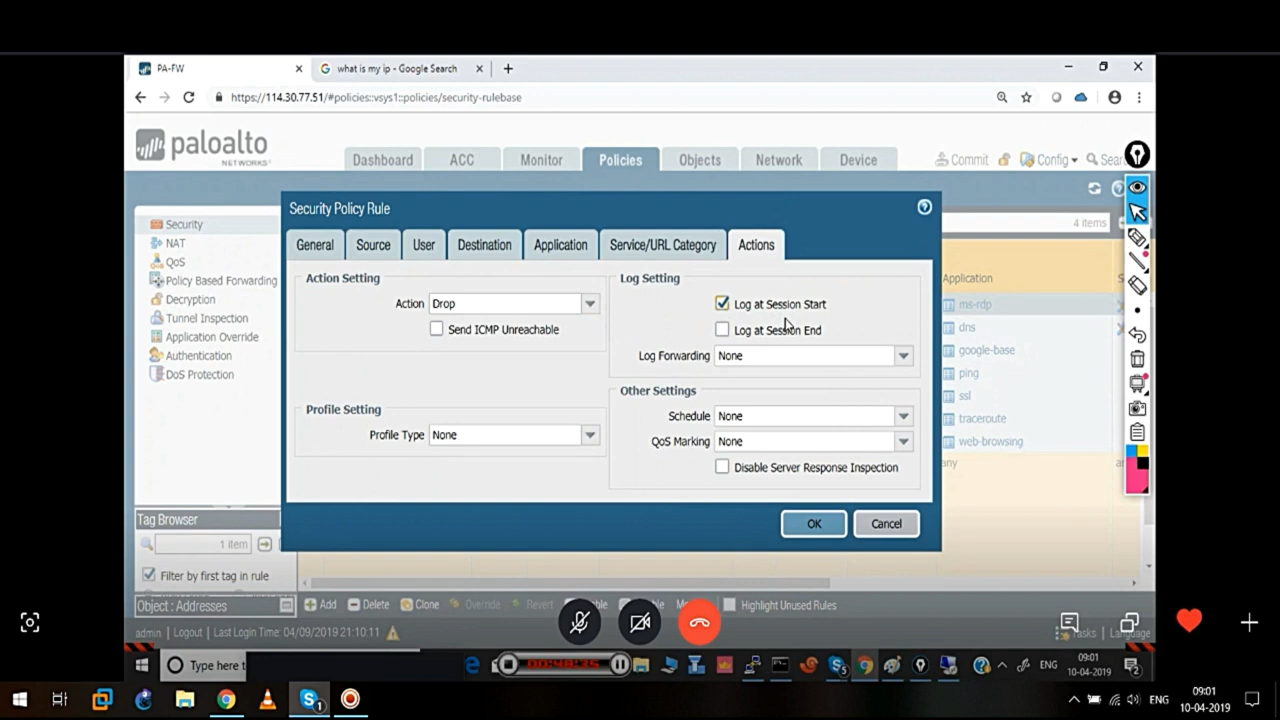 PA-FW
what is my ip - Google Search
https://114.30.77.51/#policies::vsys1::policies/security-rulebase
paloalto
NETWORKS
Dashboard
ACC
Monitor
Policies
Objects
Network
Device
Commit
Config
Security Policy Rule
4 items
General
Source
User
Destination
Application
Service/URL Category
Actions
Security
NAT
QoS
Policy Based Forwarding
Decryption
Tunnel Inspection
Application Override
Authentication
DoS Protection
Action Setting
Action Drop
Send ICMP Unreachable
Profile Setting
Profile Type None
Log Setting
Log at Session Start
Log at Session End
Log Forwarding None
Other Settings
Schedule None
QoS Marking None
Disable Server Response Inspection
OK
Cancel
Application
ms-rdp
dns
google-base
ping
ssl
traceroute
web-browsing
any
Tag Browser
1 item
Filter by first tag in rule
Object : Addresses
Add
Delete
Clone
Override
Revert
Highlight Unused Rules
admin | Logout | Last Login Time: 04/09/2019 21:10:11
Language
Type here t
00:48:35
ENG
09:01
10-04-2019
2
ENG
09:01
10-04-2019